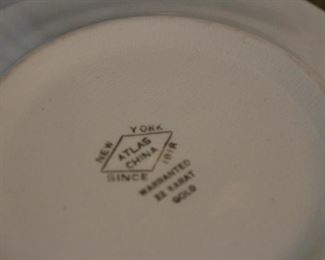 NEW YORK
ATLAS
CHINA
SINCE 1918
WARRANTED
22 KARAT
GOLD